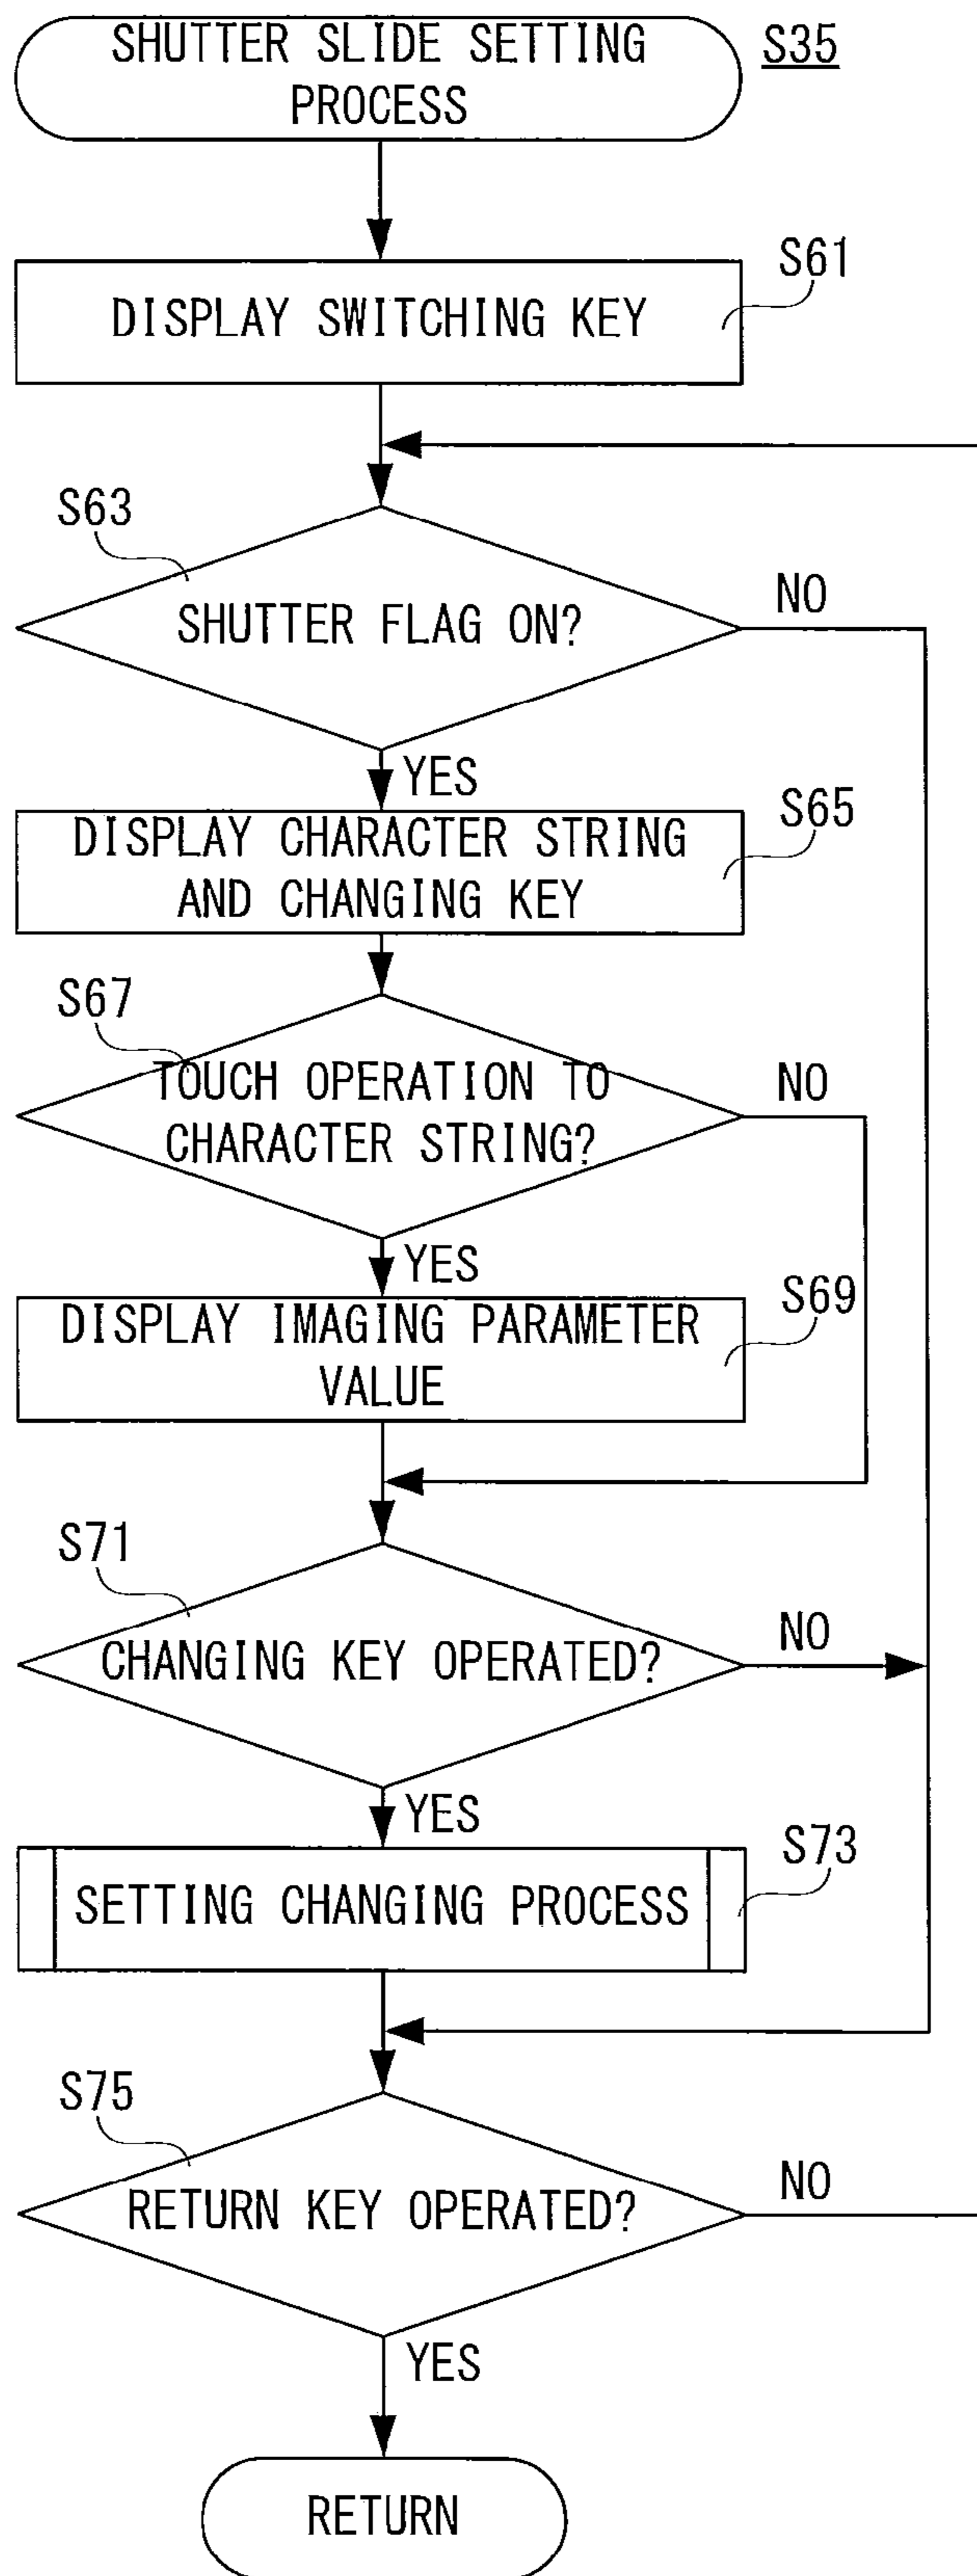 SHUTTER SLIDE SETTING
PROCESS
S35
S61
DISPLAY SWITCHING KEY
S63
SHUTTER FLAG ON?
NO
YES
S65
DISPLAY CHARACTER STRING
AND CHANGING KEY
S67
TOUCH OPERATION TO
CHARACTER STRING?
NO
YES
S69
DISPLAY IMAGING PARAMETER
VALUE
S71
CHANGING KEY OPERATED?
NO
YES
S73
SETTING CHANGING PROCESS
S75
RETURN KEY OPERATED?
NO
YES
RETURN